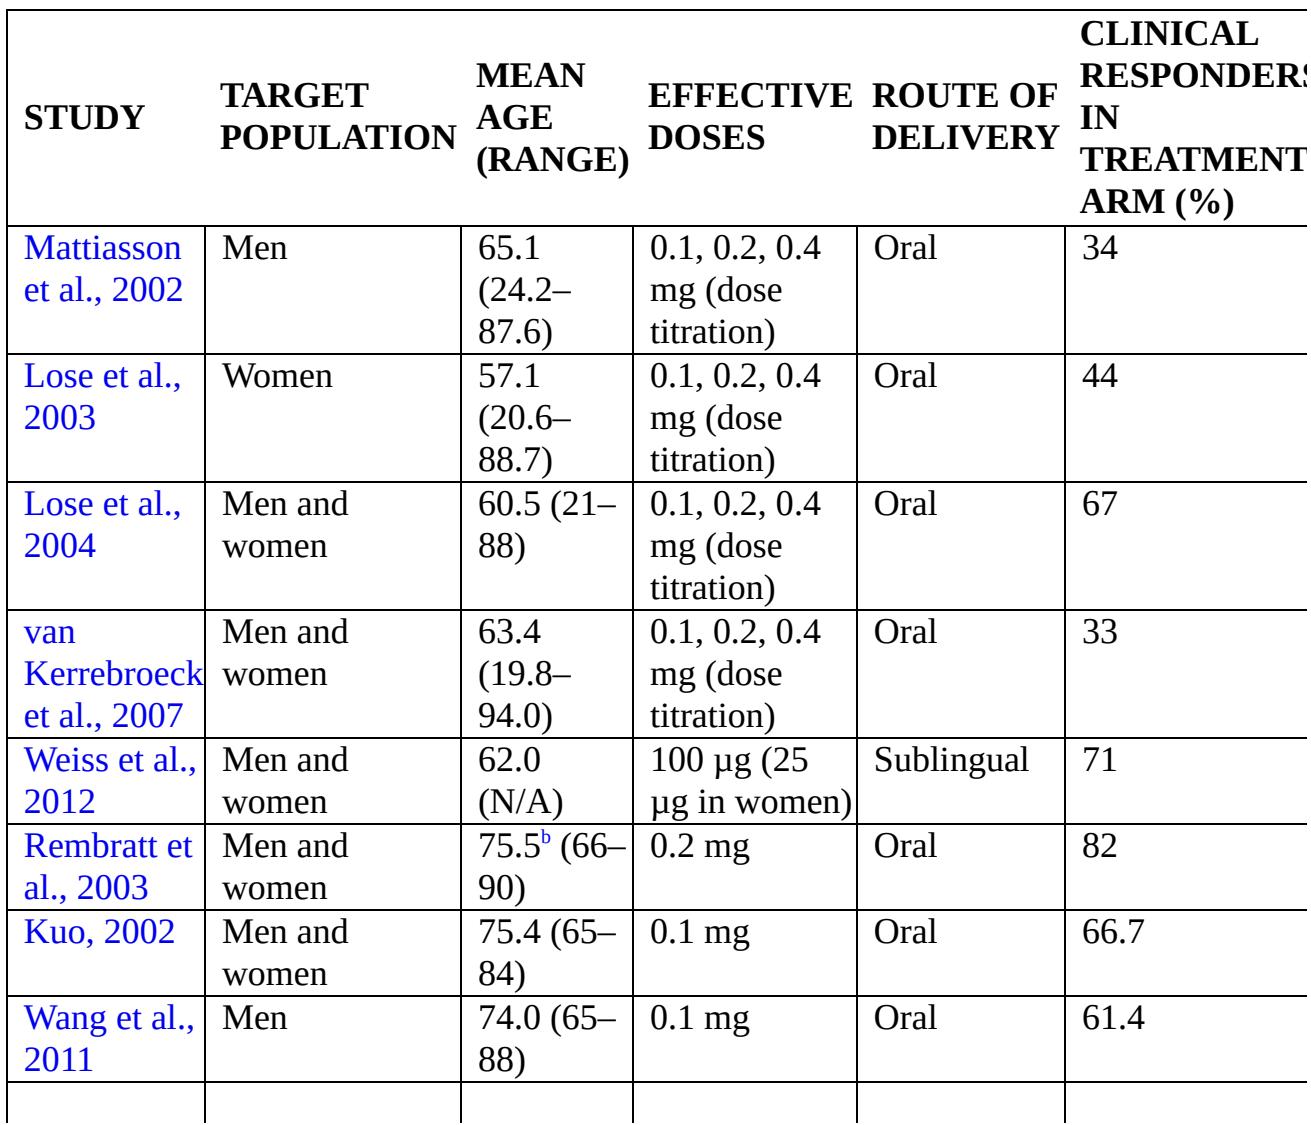 STUDY
TARGET
POPULATION
MEAN
AGE
(RANGE)
EFFECTIVE
DOSES
ROUTE OF
DELIVERY
CLINICAL
RESPONDERS
IN
TREATMENT
ARM (%)
Mattiasson
et al., 2002
Men
65.1
(24.2–
87.6)
0.1, 0.2, 0.4
mg (dose
titration)
Oral
34
Lose et al.,
2003
Women
57.1
(20.6–
88.7)
0.1, 0.2, 0.4
mg (dose
titration)
Oral
44
Lose et al.,
2004
Men and
women
60.5 (21–
88)
0.1, 0.2, 0.4
mg (dose
titration)
Oral
67
van
Kerrebroeck
et al., 2007
Men and
women
63.4
(19.8–
94.0)
0.1, 0.2, 0.4
mg (dose
titration)
Oral
33
Weiss et al.,
2012
Men and
women
62.0
(N/A)
100 µg (25
µg in women)
Sublingual
71
Rembratt et
al., 2003
Men and
women
75.5b (66–
90)
0.2 mg
Oral
82
Kuo, 2002
Men and
women
75.4 (65–
84)
0.1 mg
Oral
66.7
Wang et al.,
2011
Men
74.0 (65–
88)
0.1 mg
Oral
61.4